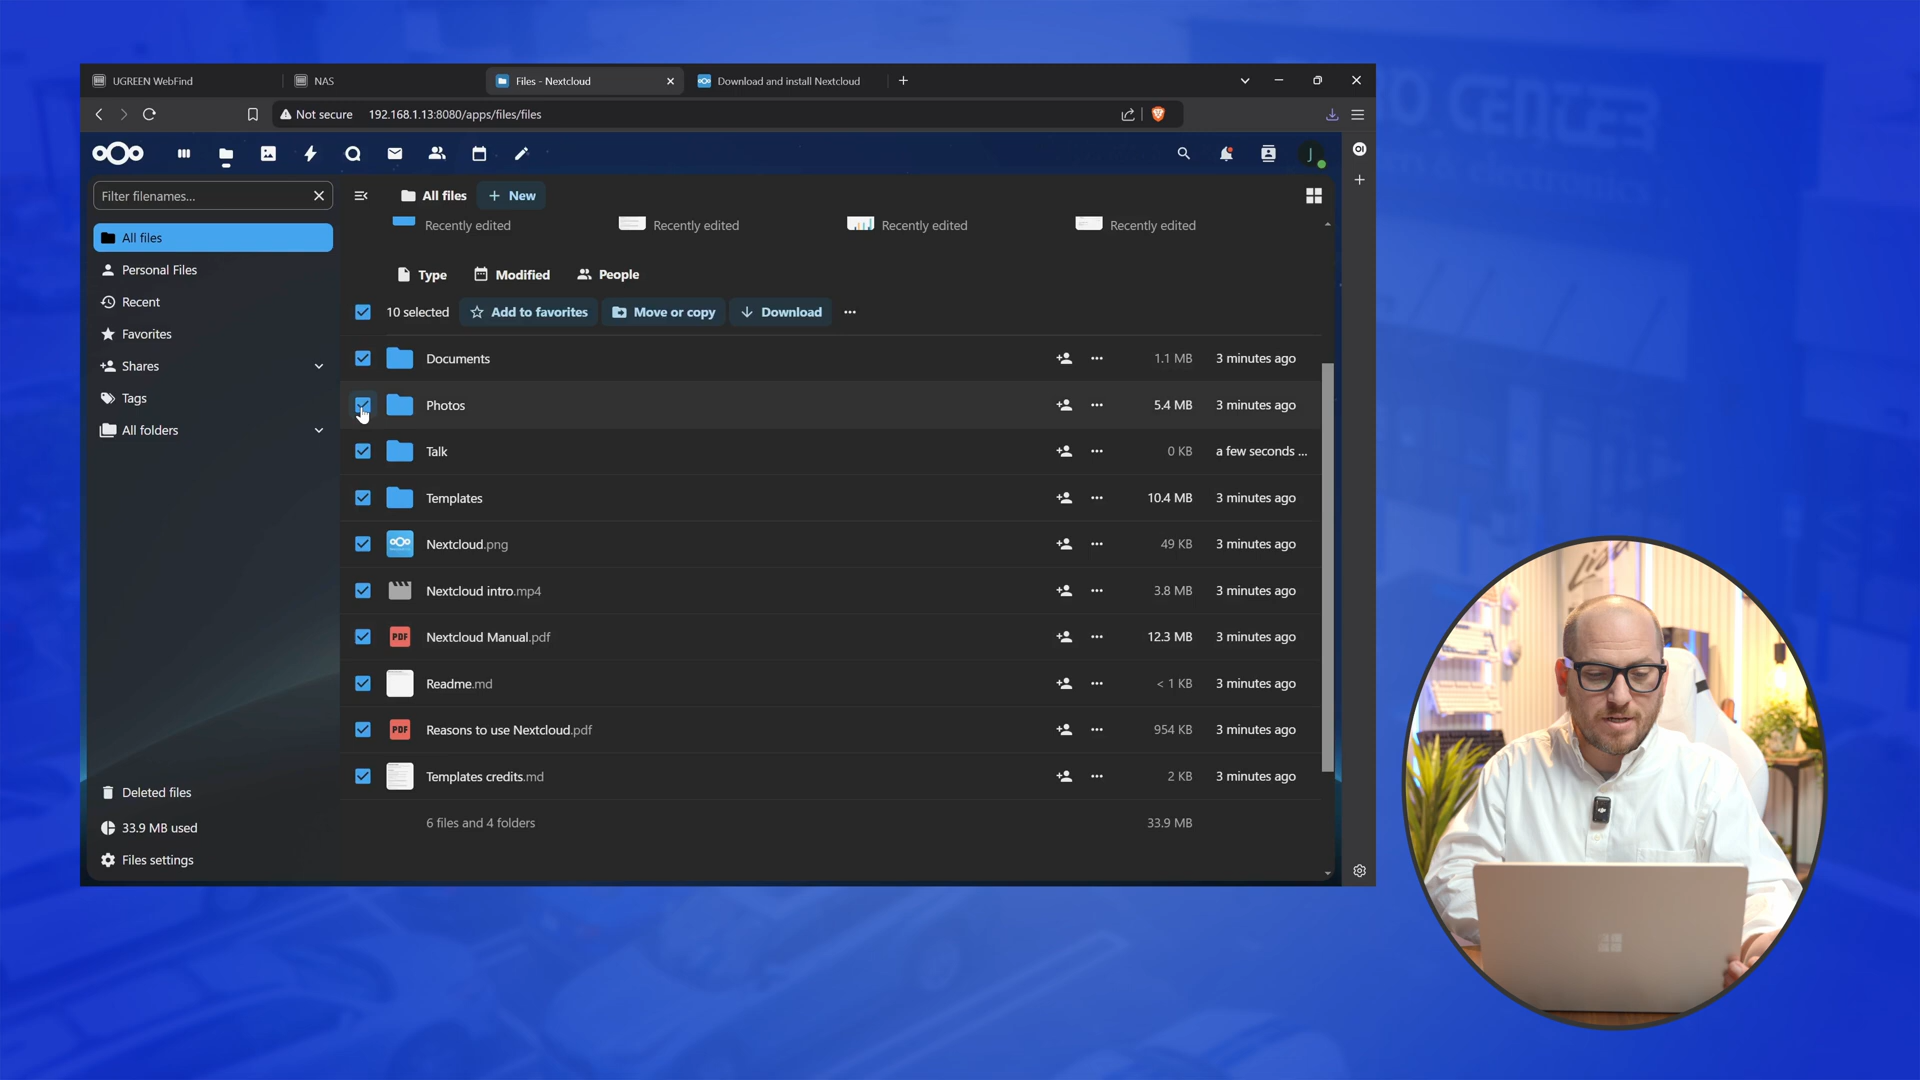 UGREEN WebFind
NAS
Files - Nextcloud
Download and install Nextcloud
Not secure 192.168.1.13:8080/apps/files/files
J
Filter filenames...
All files
Personal Files
Recent
Favorites
Shares
Tags
All folders
Deleted files
33.9 MB used
Files settings
All files + New
Recently edited Recently edited Recently edited Recently edited
Type Modified People
10 selected Add to favorites Move or copy Download
Documents 1.1 MB 3 minutes ago
Photos 5.4 MB 3 minutes ago
Talk 0 KB a few seconds ...
Templates 10.4 MB 3 minutes ago
Nextcloud.png 49 KB 3 minutes ago
Nextcloud intro.mp4 3.8 MB 3 minutes ago
PDF Nextcloud Manual.pdf 12.3 MB 3 minutes ago
Readme.md < 1 KB 3 minutes ago
PDF Reasons to use Nextcloud.pdf 954 KB 3 minutes ago
Templates credits.md 2 KB 3 minutes ago
6 files and 4 folders 33.9 MB
CENTER
& electronics